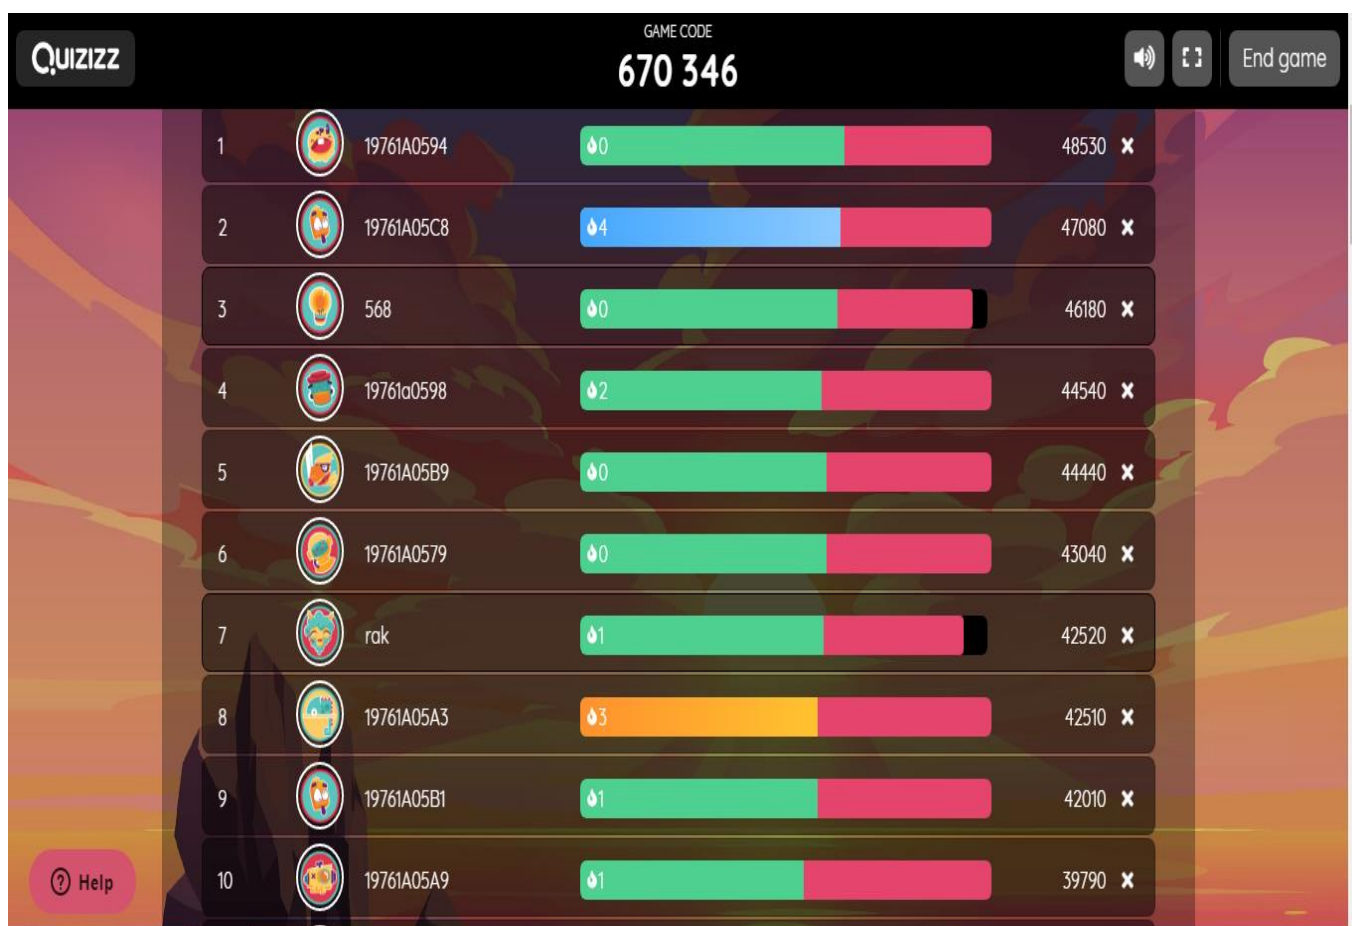 QUIZIZZ
GAME CODE
670 346
End game
1 19761A0594 0 48530
2 19761A05C8 4 47080
3 568 0 46180
4 19761a0598 2 44540
5 19761A05B9 0 44440
6 19761A0579 0 43040
7 rak 1 42520
8 19761A05A3 3 42510
9 19761A05B1 1 42010
10 19761A05A9 1 39790
Help